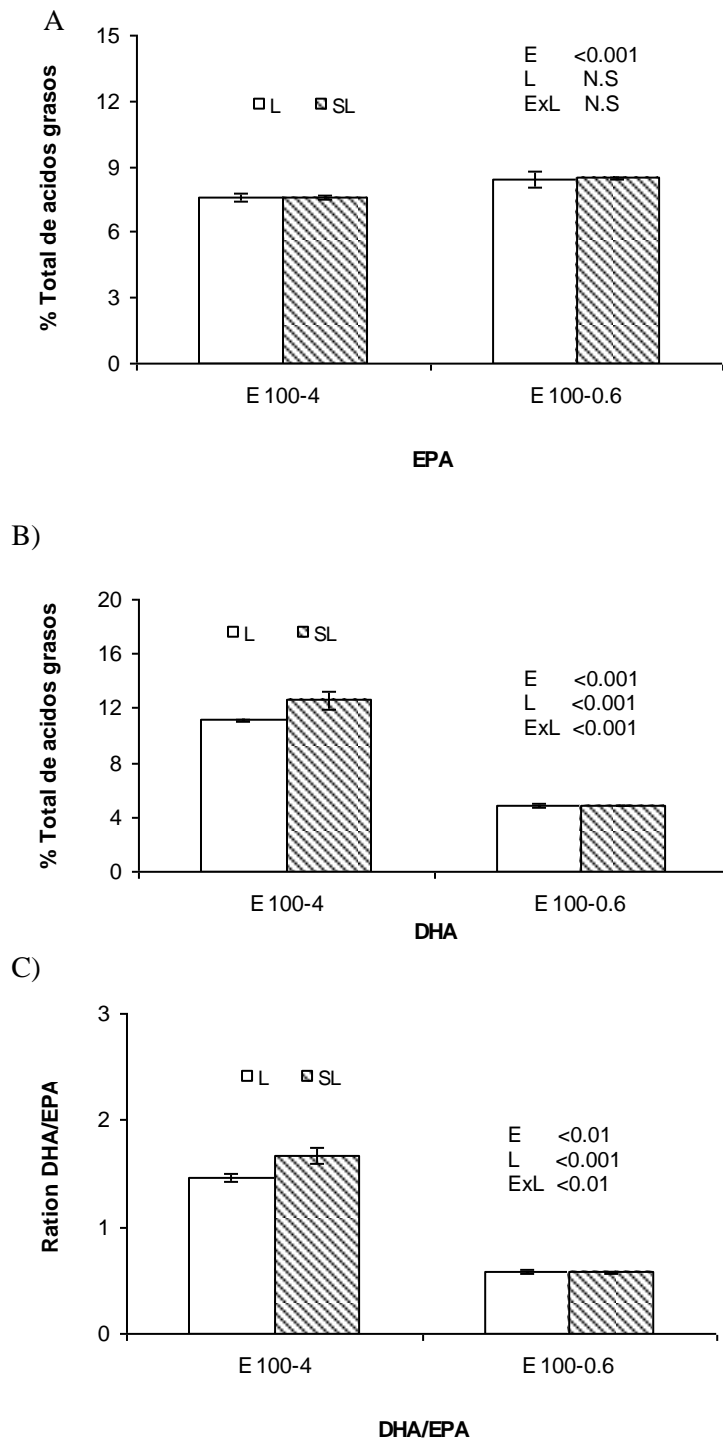 A
% Total de acidos grasos
15
12
9
6
3
0
L SL
E <0.001
L N.S
ExL N.S
E 100-4 E 100-0.6
EPA
B)
% Total de acidos grasos
20
16
12
8
4
0
L SL
E <0.001
L <0.001
ExL <0.001
E 100-4 E 100-0.6
DHA
C)
Ration DHA/EPA
3
2
1
0
L SL
E <0.01
L <0.001
ExL <0.01
E 100-4 E 100-0.6
DHA/EPA